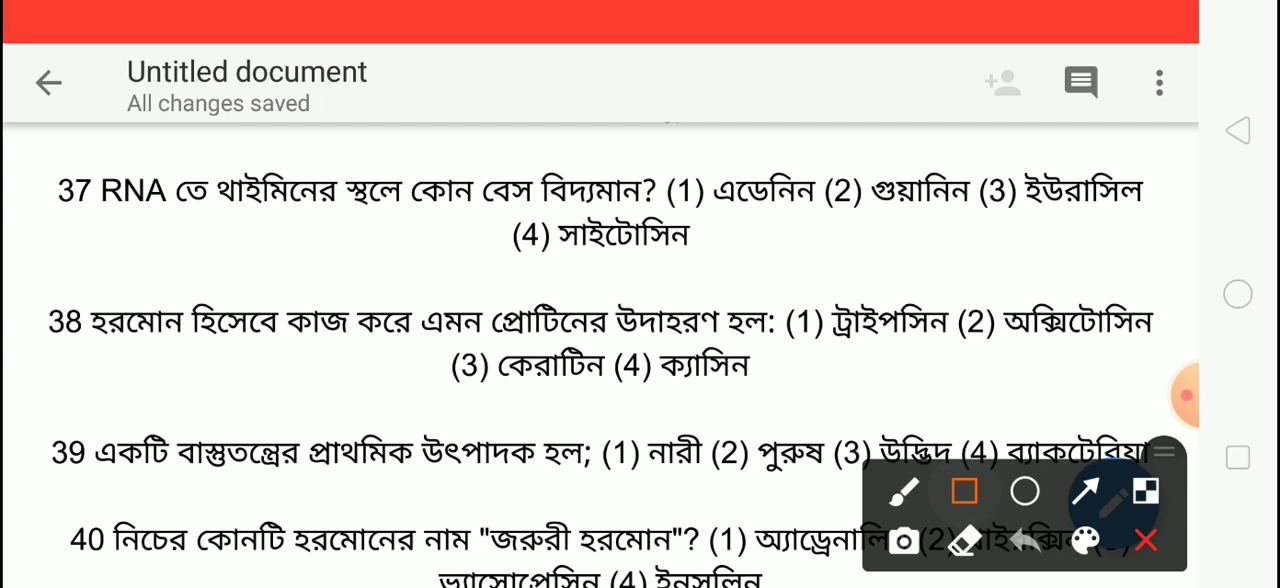 Untitled document
All changes saved
37 RNA তে থাইমিনের স্থলে কোন বেস বিদ্যমান? (1) এডেনিন (2) গুয়ানিন (3) ইউরাসিল
(4) সাইটোসিন
38 হরমোন হিসেবে কাজ করে এমন প্রোটিনের উদাহরণ হল: (1) ট্রাইপসিন (2) অক্সিটোসিন
(3) কেরাটিন (4) ক্যাসিন
39 একটি বাস্তুতন্ত্রের প্রাথমিক উৎপাদক হল; (1) নারী (2) পুরুষ (3) উদ্ভিদ (4) ব্যাকটেরিয়া
40 নিচের কোনটি হরমোনের নাম "জরুরী হরমোন"? (1) (2)
ভ্যাসোপ্রেসিন (4) ইনসুলিন